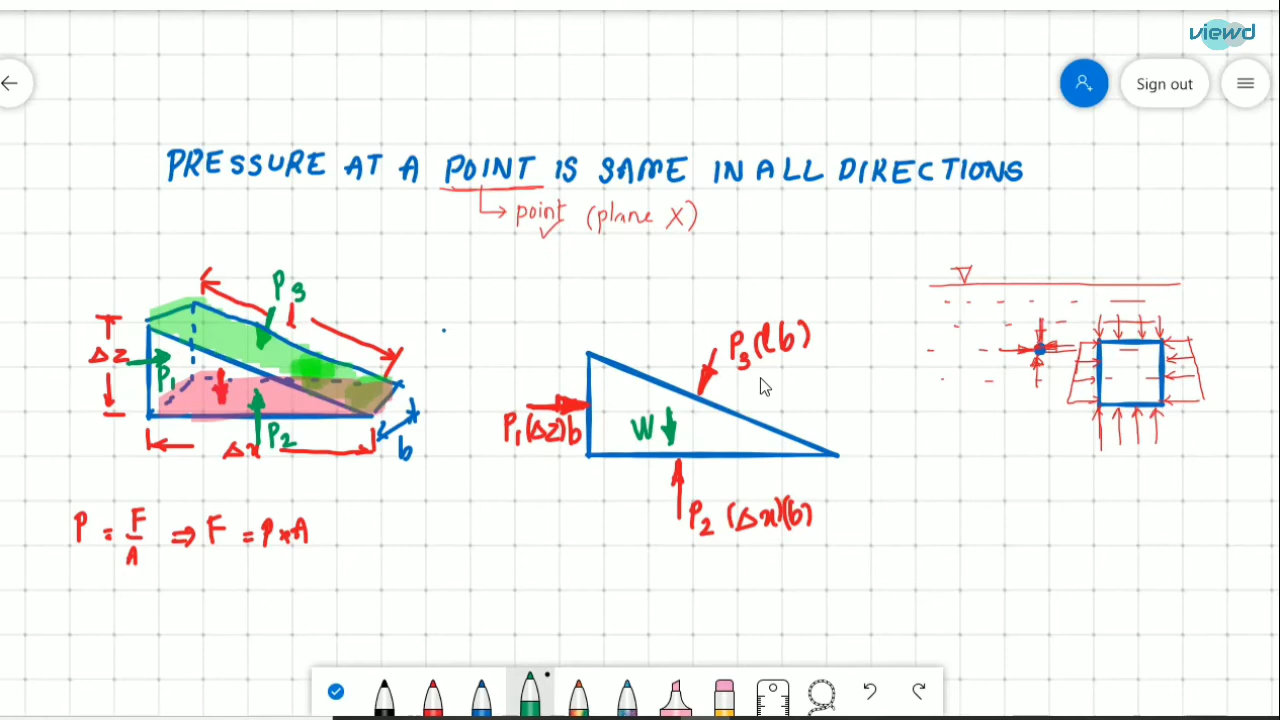 viewd
Sign out
PRESSURE AT A POINT IS SAME IN ALL DIRECTIONS
point (plane X)
P3
l
Δz
P1
P2
Δx
b
P3(lb)
P1(Δz)b
W
P2 (Δx)(b)
P = F/A ⇒ F = P×A